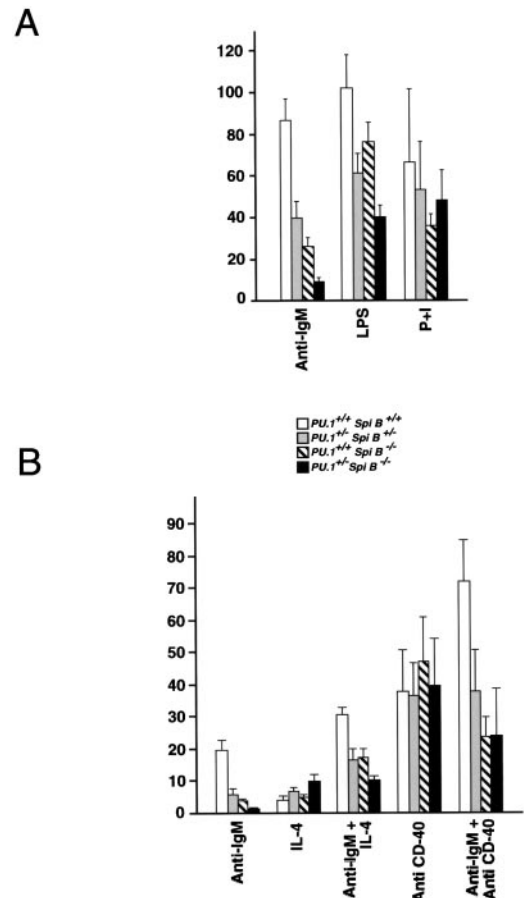 A
120
100
80
60
40
20
0
Anti-IgM
LPS
P+I
PU.1+/+ Spi B +/+
PU.1+/- Spi B +/-
PU.1+/+ Spi B -/-
PU.1+/- Spi B -/-
B
90
80
70
60
50
40
30
20
10
0
Anti-IgM
IL-4
Anti-IgM +
IL-4
Anti CD-40
Anti-IgM +
Anti CD-40